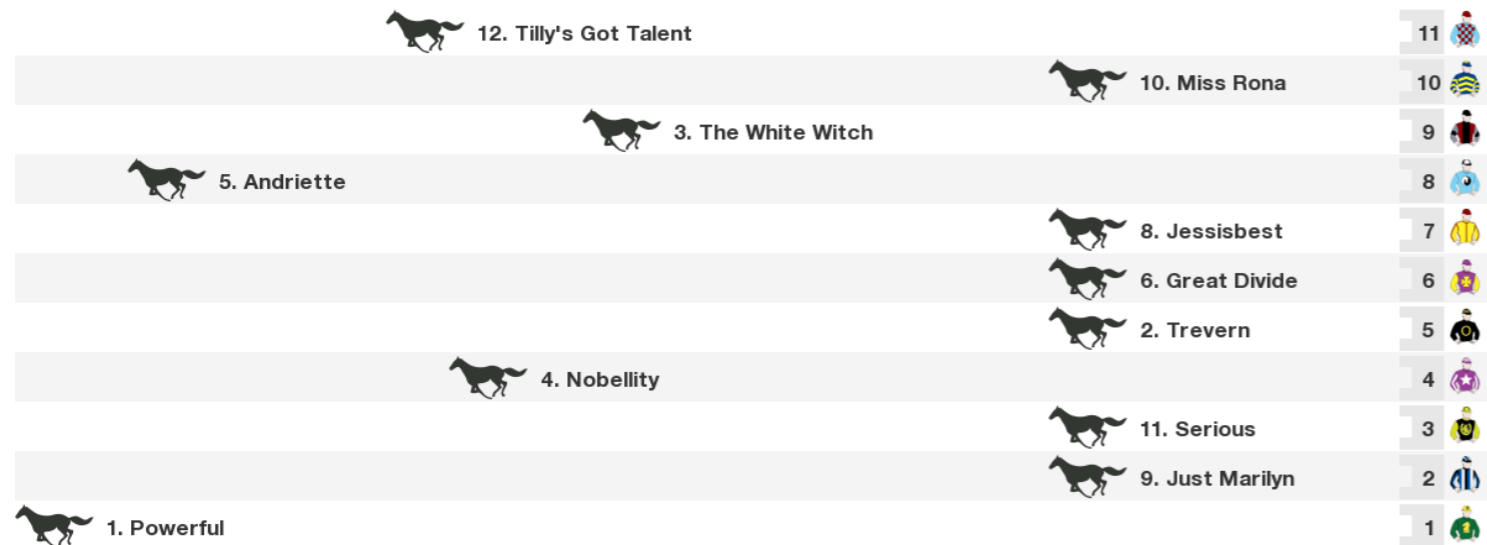 12. Tilly's Got Talent 11
10. Miss Rona 10
3. The White Witch 9
5. Andriette 8
8. Jessisbest 7
6. Great Divide 6
2. Trevern 5
4. Nobellity 4
11. Serious 3
9. Just Marilyn 2
1. Powerful 1